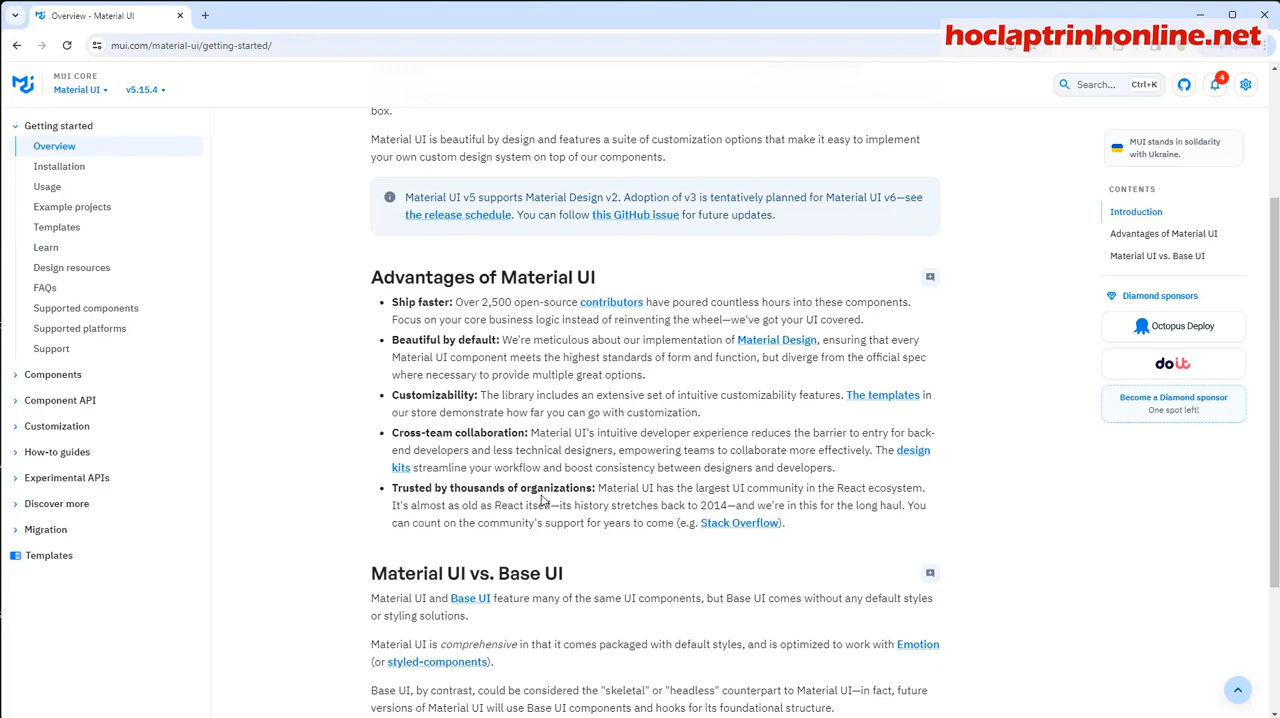 Overview - Material UI
mui.com/material-ui/getting-started/
hoclaptrinhonline.net
MUI CORE
Material UI
v5.15.4
Search...
Ctrl+K
4
Getting started
Overview
Installation
Usage
Example projects
Templates
Learn
Design resources
FAQs
Supported components
Supported platforms
Support
Components
Component API
Customization
How-to guides
Experimental APIs
Discover more
Migration
Templates
box.
Material UI is beautiful by design and features a suite of customization options that make it easy to implement
your own custom design system on top of our components.
Material UI v5 supports Material Design v2. Adoption of v3 is tentatively planned for Material UI v6—see
the release schedule. You can follow this GitHub issue for future updates.
Advantages of Material UI
Ship faster: Over 2,500 open-source contributors have poured countless hours into these components.
Focus on your core business logic instead of reinventing the wheel—we've got your UI covered.
Beautiful by default: We're meticulous about our implementation of Material Design, ensuring that every
Material UI component meets the highest standards of form and function, but diverge from the official spec
where necessary to provide multiple great options.
Customizability: The library includes an extensive set of intuitive customizability features. The templates in
our store demonstrate how far you can go with customization.
Cross-team collaboration: Material UI's intuitive developer experience reduces the barrier to entry for back-
end developers and less technical designers, empowering teams to collaborate more effectively. The design
kits streamline your workflow and boost consistency between designers and developers.
Trusted by thousands of organizations: Material UI has the largest UI community in the React ecosystem.
It's almost as old as React itself—its history stretches back to 2014—and we're in this for the long haul. You
can count on the community's support for years to come (e.g. Stack Overflow).
Material UI vs. Base UI
Material UI and Base UI feature many of the same UI components, but Base UI comes without any default styles
or styling solutions.
Material UI is comprehensive in that it comes packaged with default styles, and is optimized to work with Emotion
(or styled-components).
Base UI, by contrast, could be considered the "skeletal" or "headless" counterpart to Material UI—in fact, future
versions of Material UI will use Base UI components and hooks for its foundational structure.
MUI stands in solidarity
with Ukraine.
CONTENTS
Introduction
Advantages of Material UI
Material UI vs. Base UI
Diamond sponsors
Octopus Deploy
doit
Become a Diamond sponsor
One spot left!